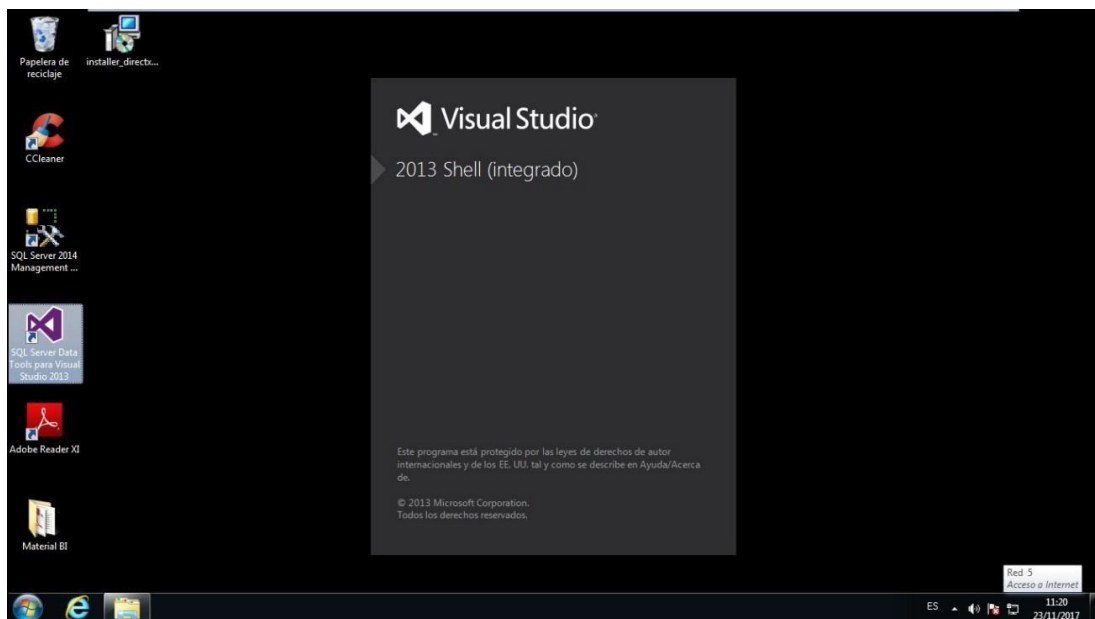 Papelera de
reciclaje
installer_directx...
CCleaner
SQL Server 2014
Management ...
SQL Server Data
Tools para Visual
Studio 2013
Adobe Reader XI
Material BI
Visual Studio
2013 Shell (integrado)
Este programa está protegido por las leyes de derechos de autor
internacionales y de los EE. UU. tal y como se describe en Ayuda/Acerca
de.
© 2013 Microsoft Corporation.
Todos los derechos reservados.
Red 5
Acceso a Internet
ES
11:20
23/11/2017